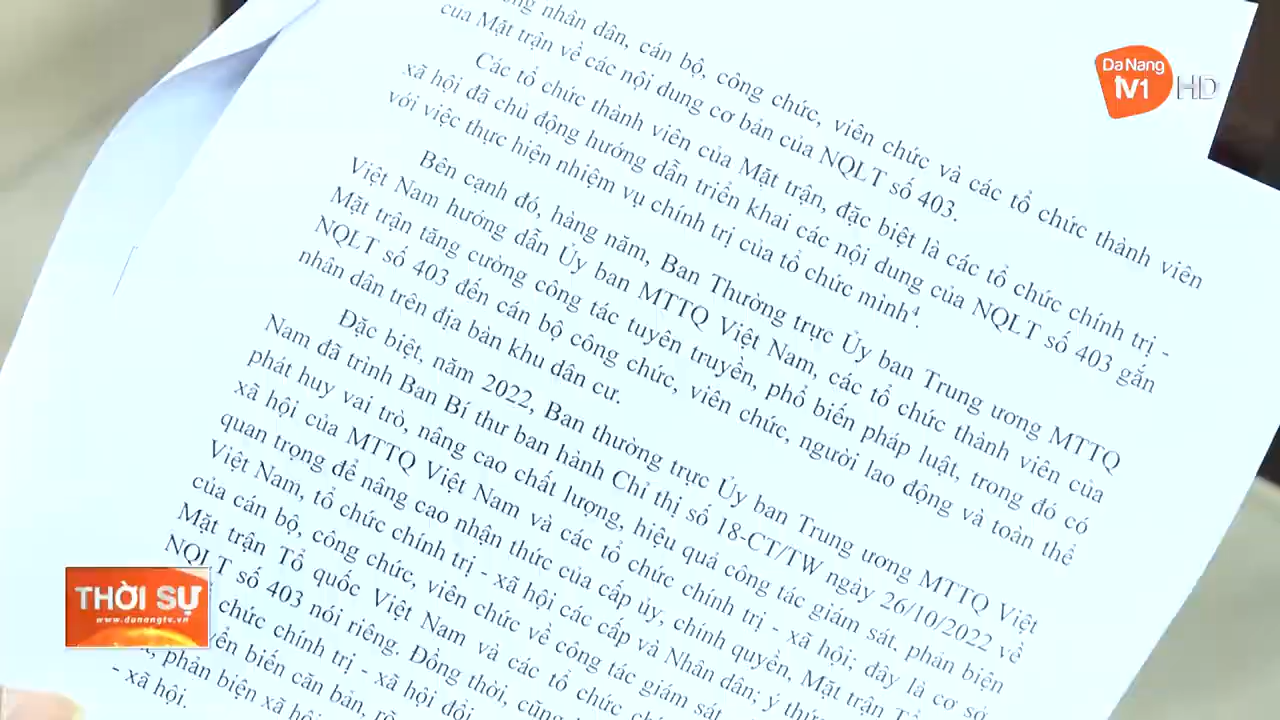 nhân dân, cán bộ, công chức, viên chức và các tổ chức thành viên
của Mặt trận về các nội dung cơ bản của NQLT số 403.
Các tổ chức thành viên của Mặt trận, đặc biệt là các tổ chức chính trị -
xã hội đã chủ động hướng dẫn triển khai các nội dung của NQLT số 403 gắn
với việc thực hiện nhiệm vụ chính trị của tổ chức mình⁴.
Bên cạnh đó, hàng năm, Ban Thường trực Ủy ban Trung ương MTTQ
Việt Nam hướng dẫn Ủy ban MTTQ Việt Nam, các tổ chức thành viên của
Mặt trận tăng cường công tác tuyên truyền, phổ biến pháp luật, trong đó có
NQLT số 403 đến cán bộ công chức, viên chức, người lao động và toàn thể
nhân dân trên địa bàn khu dân cư.
Đặc biệt, năm 2022, Ban thường trực Ủy ban Trung ương MTTQ Việt
Nam đã trình Ban Bí thư ban hành Chỉ thị số 18-CT/TW ngày 26/10/2022 về
phát huy vai trò, nâng cao chất lượng, hiệu quả công tác giám sát, phản biện
xã hội của MTTQ Việt Nam và các tổ chức chính trị - xã hội; đây là cơ sở
quan trọng để nâng cao nhận thức của cấp ủy, chính quyền, Mặt trận
Việt Nam, tổ chức chính trị - xã hội các cấp và Nhân dân; ý thức
của cán bộ, công chức, viên chức về công tác giám sát
Mặt trận Tổ quốc Việt Nam và các tổ chức
NQLT số 403 nói riêng. Đồng thời, cũng
chức chính trị - xã hội đổi
biến căn bản,
phản biện xã hội
- xã hội.
Da Nang
TV1 HD
THỜI SỰ
www.danangtv.vn